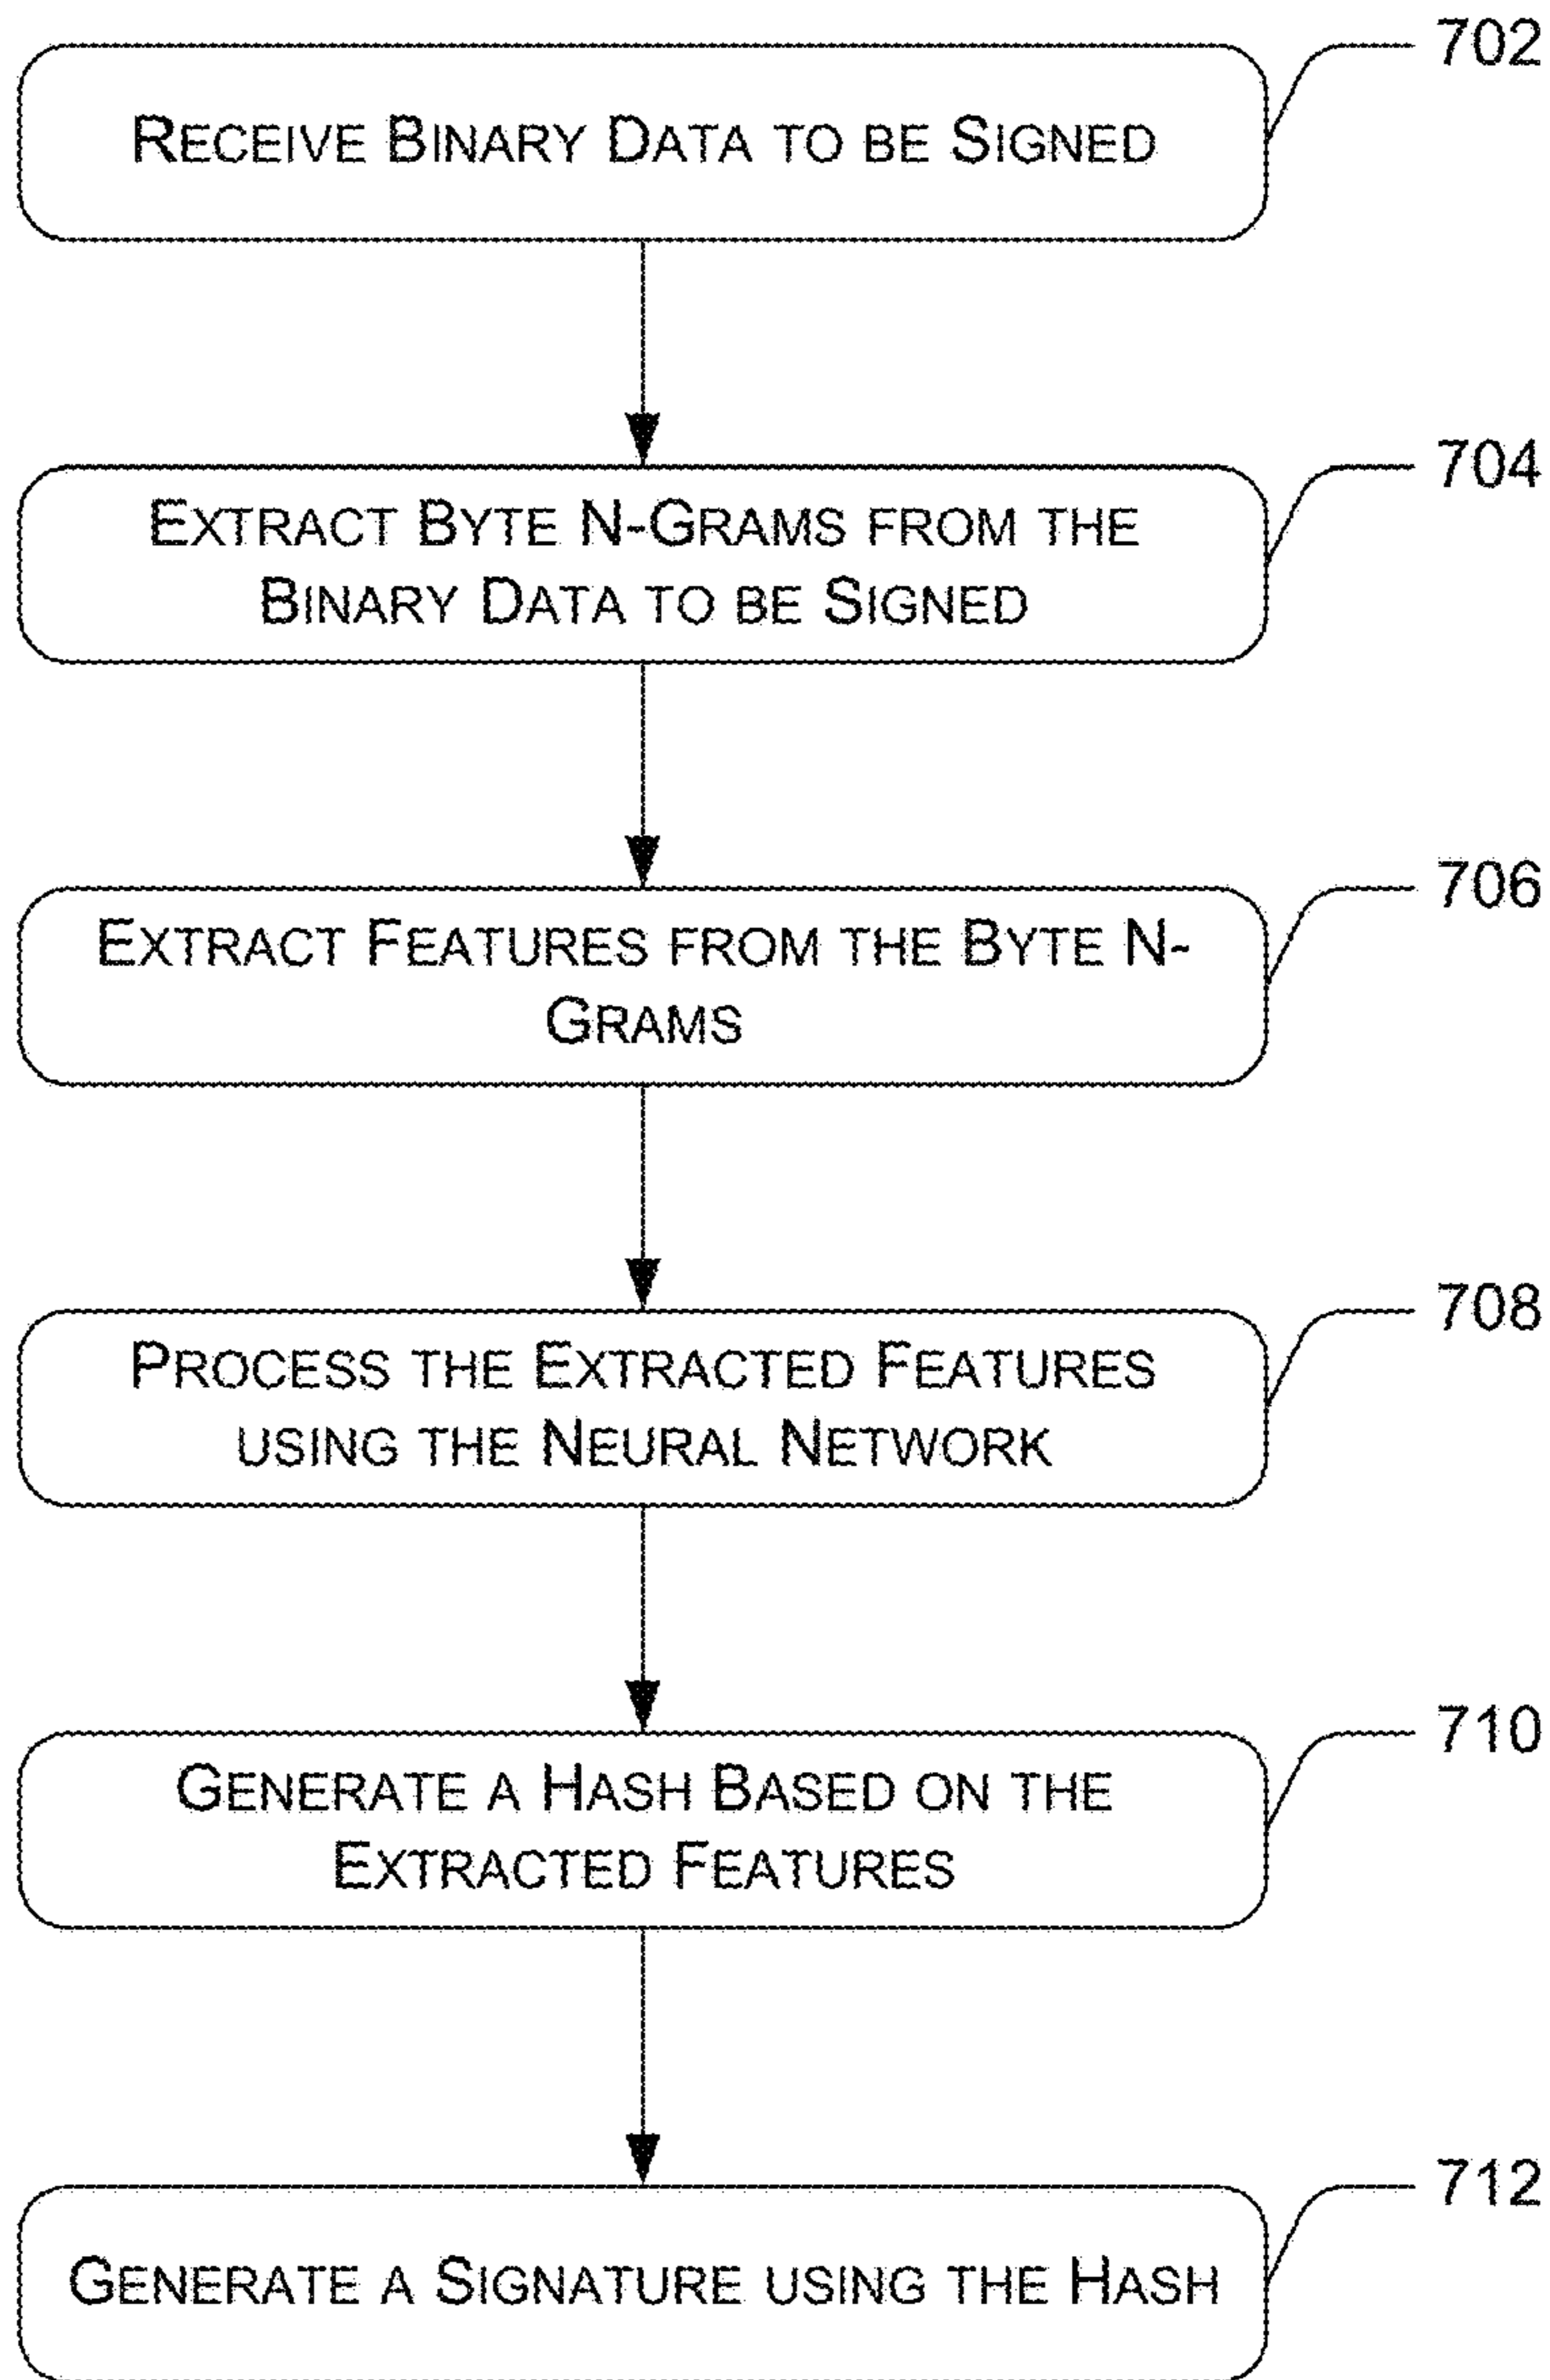 702
RECEIVE BINARY DATA TO BE SIGNED
704
EXTRACT BYTE N-GRAMS FROM THE
BINARY DATA TO BE SIGNED
706
EXTRACT FEATURES FROM THE BYTE N-
GRAMS
708
PROCESS THE EXTRACTED FEATURES
USING THE NEURAL NETWORK
710
GENERATE A HASH BASED ON THE
EXTRACTED FEATURES
712
GENERATE A SIGNATURE USING THE HASH